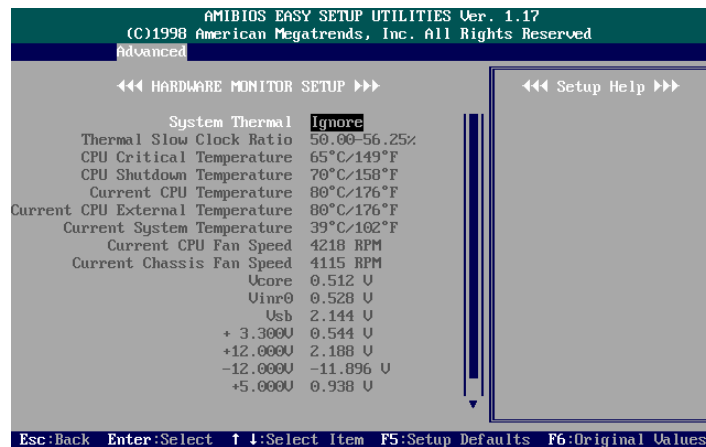 AMIBIOS EASY SETUP UTILITIES Ver. 1.17
(C)1998 American Megatrends, Inc. All Rights Reserved
Advanced
◄◄◄ HARDWARE MONITOR SETUP ►►►
◄◄◄ Setup Help ►►►
System Thermal Ignore
Thermal Slow Clock Ratio 50.00-56.25%
CPU Critical Temperature 65°C/149°F
CPU Shutdown Temperature 70°C/158°F
Current CPU Temperature 80°C/176°F
Current CPU External Temperature 80°C/176°F
Current System Temperature 39°C/102°F
Current CPU Fan Speed 4218 RPM
Current Chassis Fan Speed 4115 RPM
Vcore 0.512 V
Vinr0 0.528 V
Vsb 2.144 V
+ 3.300V 0.544 V
+12.000V 2.188 V
-12.000V -11.896 V
+5.000V 0.938 V
Esc:Back Enter:Select ↑ ↓:Select Item F5:Setup Defaults F6:Original Values